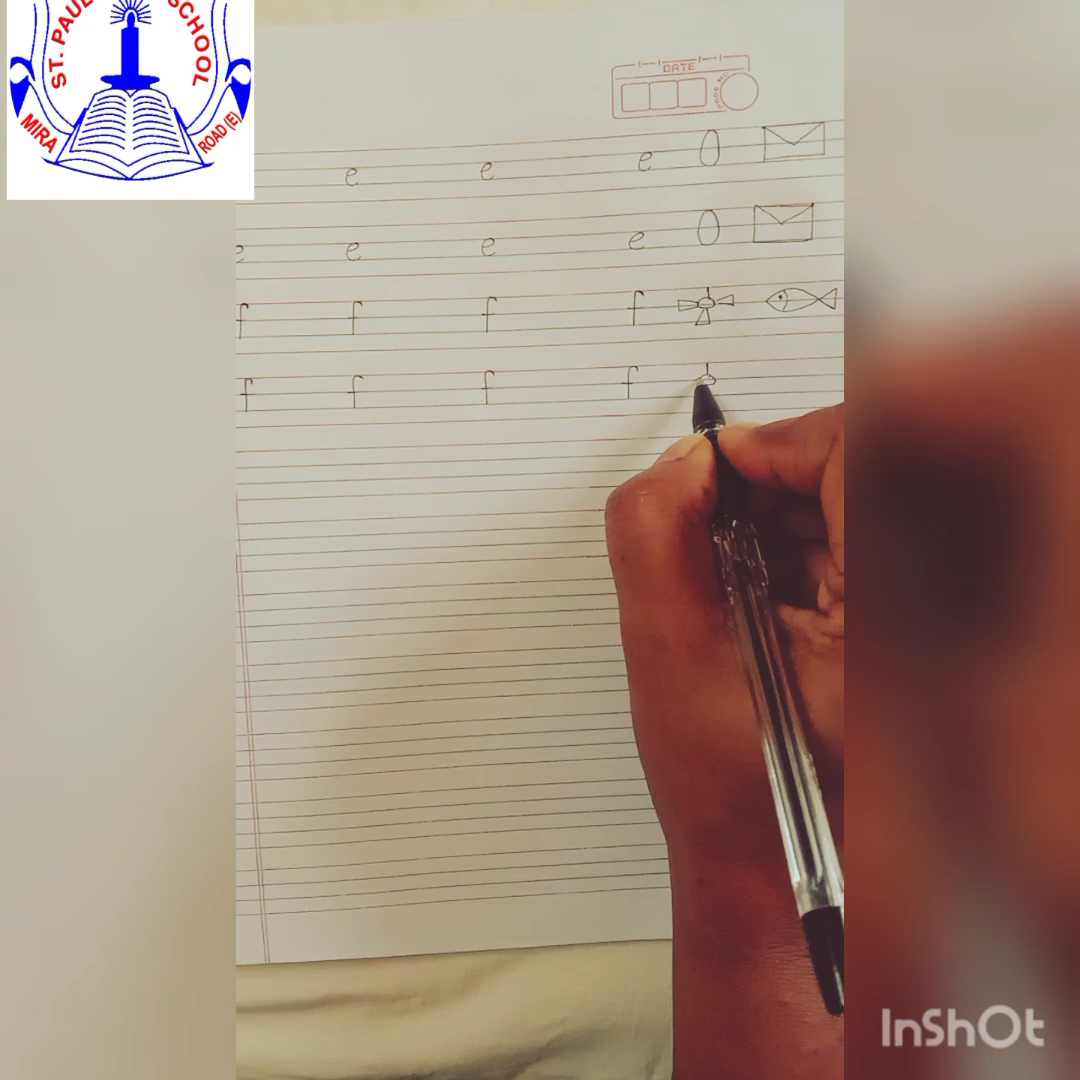 ST. PAUL SCHOOL
MIRA ROAD (E)
DATE
e e e
e e e e
f f f f
f f f f
InShOt